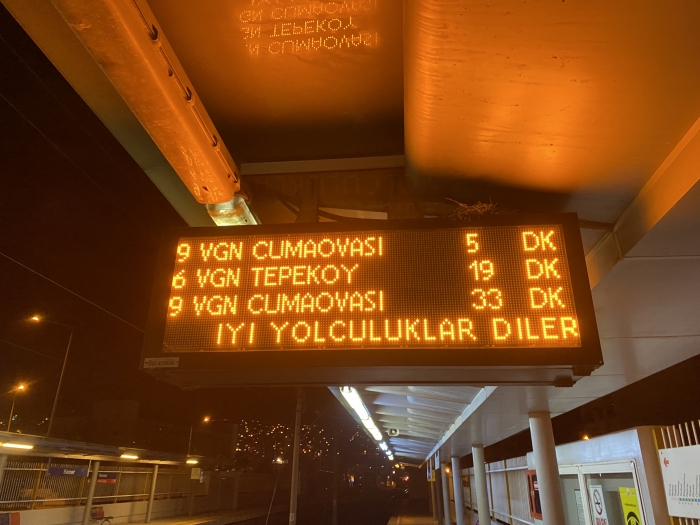 9 VGN CUMAOVASI 5 DK
6 VGN TEPEKOY 19 DK
9 VGN CUMAOVASI 33 DK
IYI YOLCULUKLAR DILER